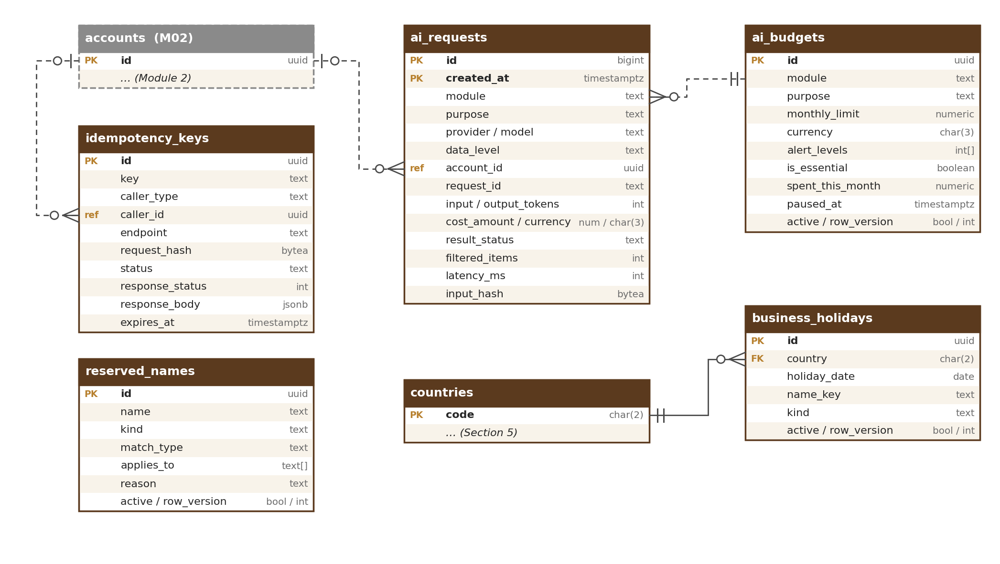 accounts  (M02)
PK id uuid
... (Module 2)
idempotency_keys
PK id uuid
key text
caller_type text
ref caller_id uuid
endpoint text
request_hash bytea
status text
response_status int
response_body jsonb
expires_at timestamptz
reserved_names
PK id uuid
name text
kind text
match_type text
applies_to text[]
reason text
active / row_version bool / int
ai_requests
PK id bigint
PK created_at timestamptz
module text
purpose text
provider / model text
data_level text
ref account_id uuid
request_id text
input / output_tokens int
cost_amount / currency num / char(3)
result_status text
filtered_items int
latency_ms int
input_hash bytea
countries
PK code char(2)
... (Section 5)
ai_budgets
PK id uuid
module text
purpose text
monthly_limit numeric
currency char(3)
alert_levels int[]
is_essential boolean
spent_this_month numeric
paused_at timestamptz
active / row_version bool / int
business_holidays
PK id uuid
FK country char(2)
holiday_date date
name_key text
kind text
active / row_version bool / int